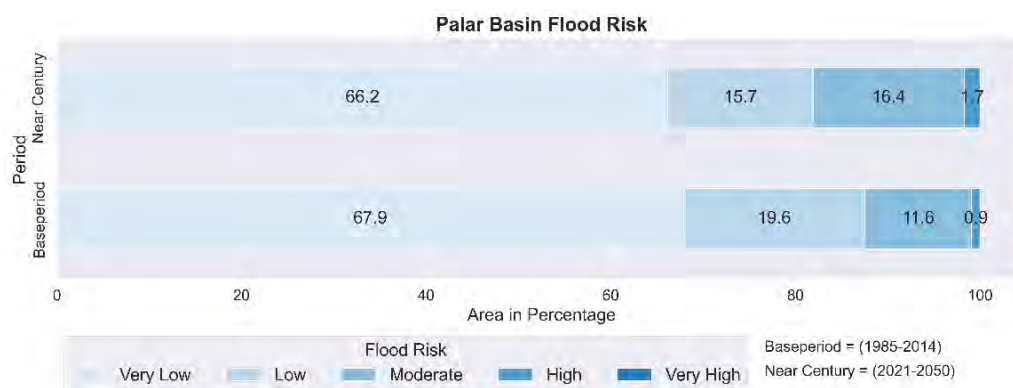 Palar Basin Flood Risk
Period
Near Century
66.2 15.7 16.4 1.7
Baseperiod
67.9 19.6 11.6 0.9
0 20 40 60 80 100
Area in Percentage
Flood Risk
Very Low Low Moderate High Very High
Baseperiod = (1985-2014)
Near Century = (2021-2050)